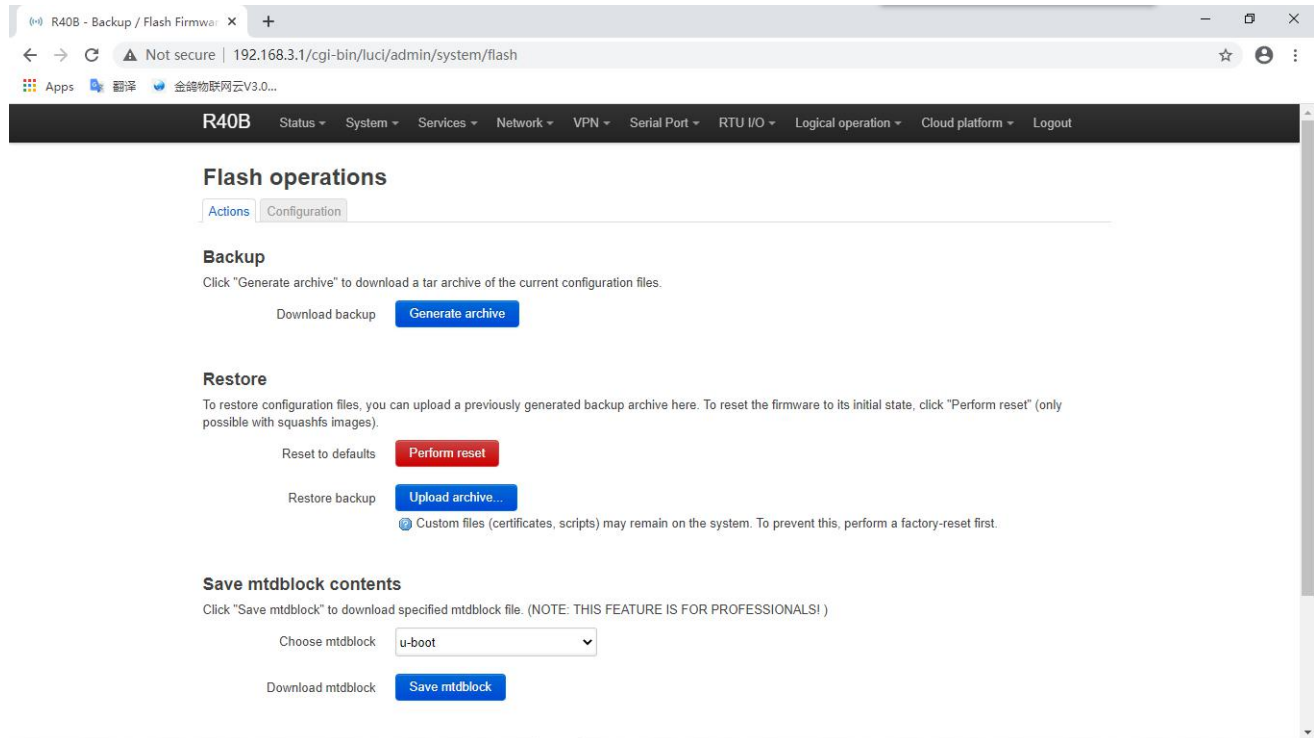 R40B - Backup / Flash Firmwar
Not secure | 192.168.3.1/cgi-bin/luci/admin/system/flash
Apps 翻译 金鸽物联网云V3.0...
R40B Status System Services Network VPN Serial Port RTU I/O Logical operation Cloud platform Logout
Flash operations
Actions Configuration
Backup
Click "Generate archive" to download a tar archive of the current configuration files.
Download backup Generate archive
Restore
To restore configuration files, you can upload a previously generated backup archive here. To reset the firmware to its initial state, click "Perform reset" (only
possible with squashfs images).
Reset to defaults Perform reset
Restore backup Upload archive...
Custom files (certificates, scripts) may remain on the system. To prevent this, perform a factory-reset first.
Save mtdblock contents
Click "Save mtdblock" to download specified mtdblock file. (NOTE: THIS FEATURE IS FOR PROFESSIONALS! )
Choose mtdblock u-boot
Download mtdblock Save mtdblock